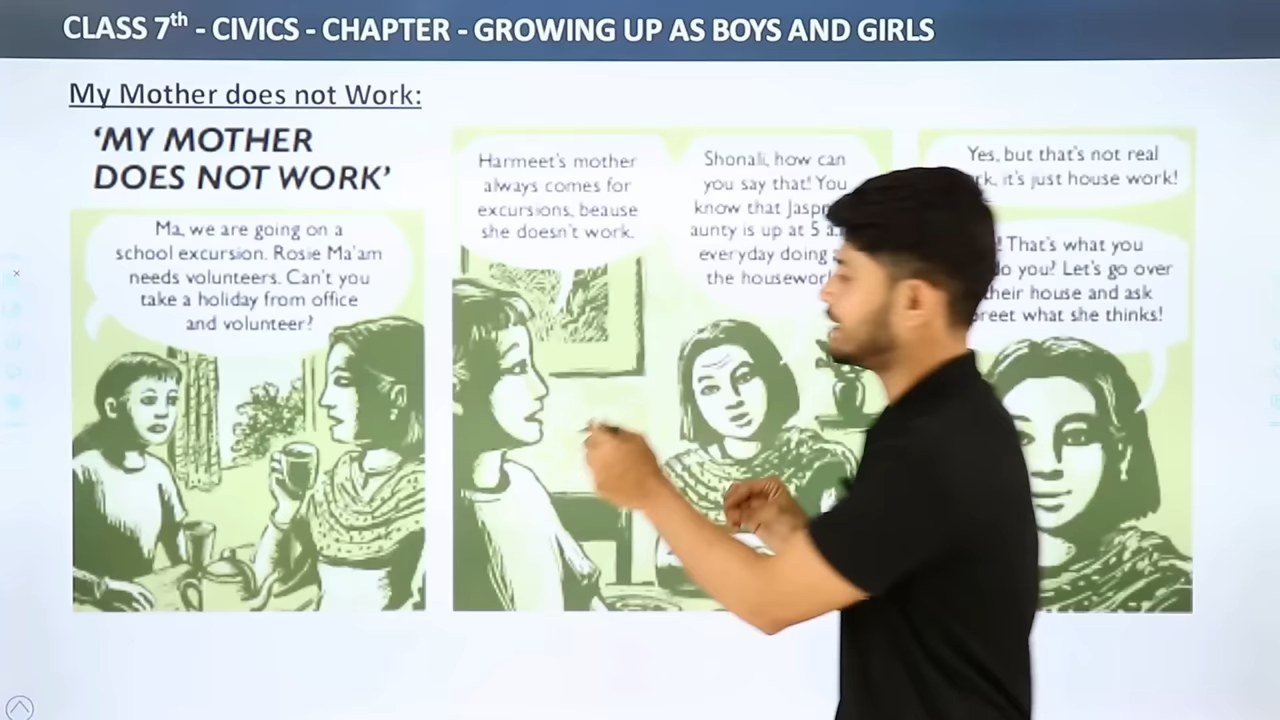 CLASS 7th - CIVICS - CHAPTER - GROWING UP AS BOYS AND GIRLS
My Mother does not Work:
‘MY MOTHER
DOES NOT WORK’
Ma, we are going on a
school excursion. Rosie Ma'am
needs volunteers. Can't you
take a holiday from office
and volunteer?
Harmeet's mother
always comes for
excursions, beause
she doesn't work.
Shonali, how can
you say that! You
know that
aunty is up at 5
everyday doing
the
Yes, but that's not real
it's just house work!
That's what you
you? Let's go over
their house and ask
what she thinks!